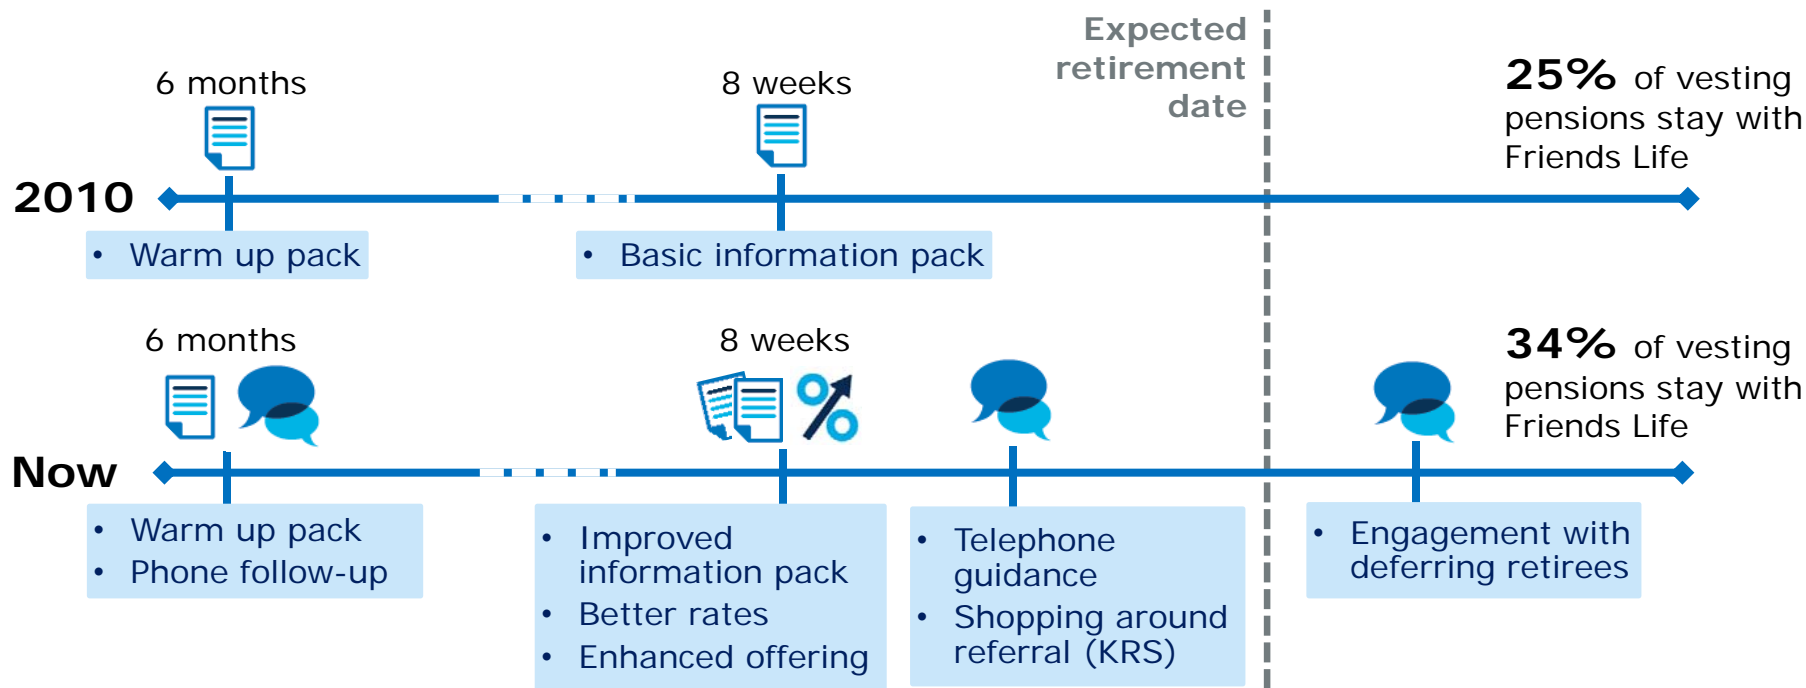 Expected
retirement
date
6 months
8 weeks
25% of vesting
pensions stay with
Friends Life
2010
• Warm up pack
• Basic information pack
6 months
8 weeks
34% of vesting
pensions stay with
Friends Life
Now
• Warm up pack
• Phone follow-up
• Improved
information pack
• Better rates
• Enhanced offering
• Telephone
guidance
• Shopping around
referral (KRS)
• Engagement with
deferring retirees